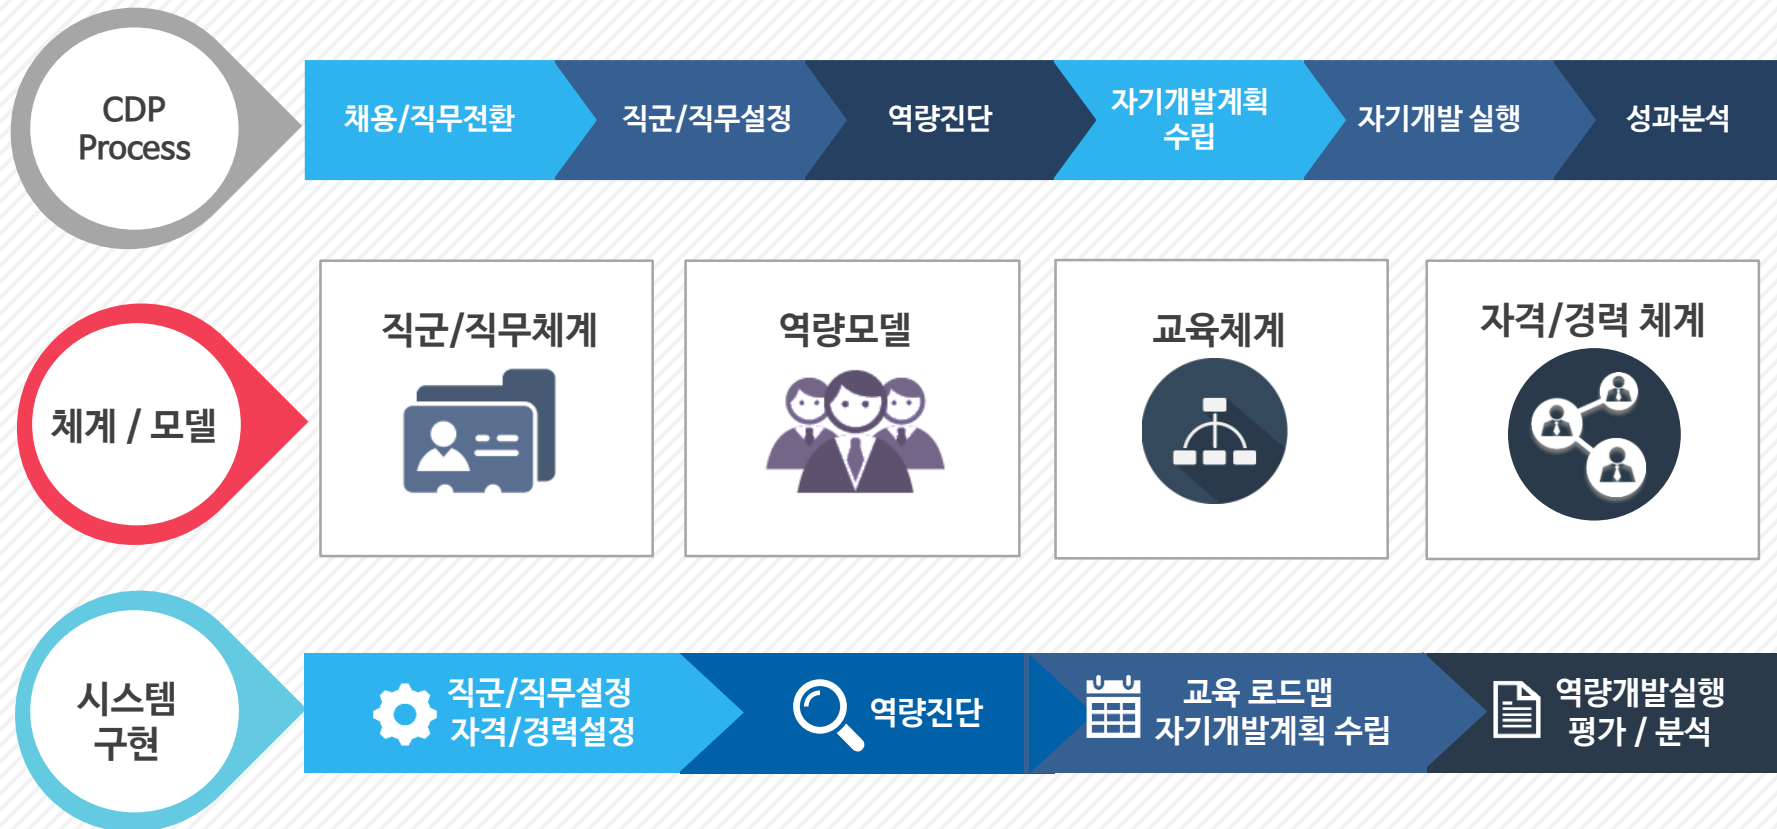 CDP
Process
채용/직무전환
직군/직무설정
역량진단
자기개발계획
수립
자기개발 실행
성과분석
체계 / 모델
직군/직무체계
역량모델
교육체계
자격/경력 체계
시스템
구현
직군/직무설정
자격/경력설정
역량진단
교육 로드맵
자기개발계획 수립
역량개발실행
평가 / 분석